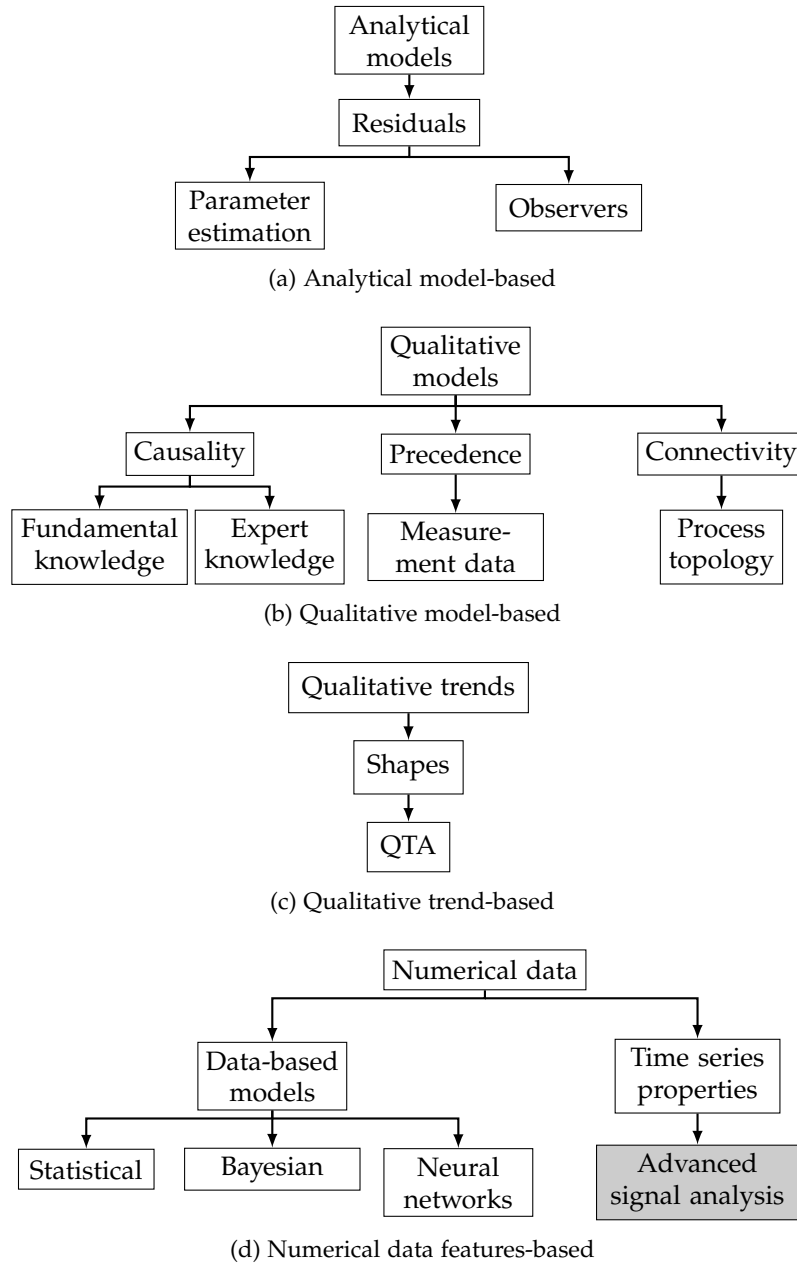 Analytical
models
Residuals
Parameter
estimation
Observers
(a) Analytical model-based
Qualitative
models
Causality
Precedence
Connectivity
Fundamental
knowledge
Expert
knowledge
Measure-
ment data
Process
topology
(b) Qualitative model-based
Qualitative trends
Shapes
QTA
(c) Qualitative trend-based
Numerical data
Data-based
models
Time series
properties
Statistical
Bayesian
Neural
networks
Advanced
signal analysis
(d) Numerical data features-based